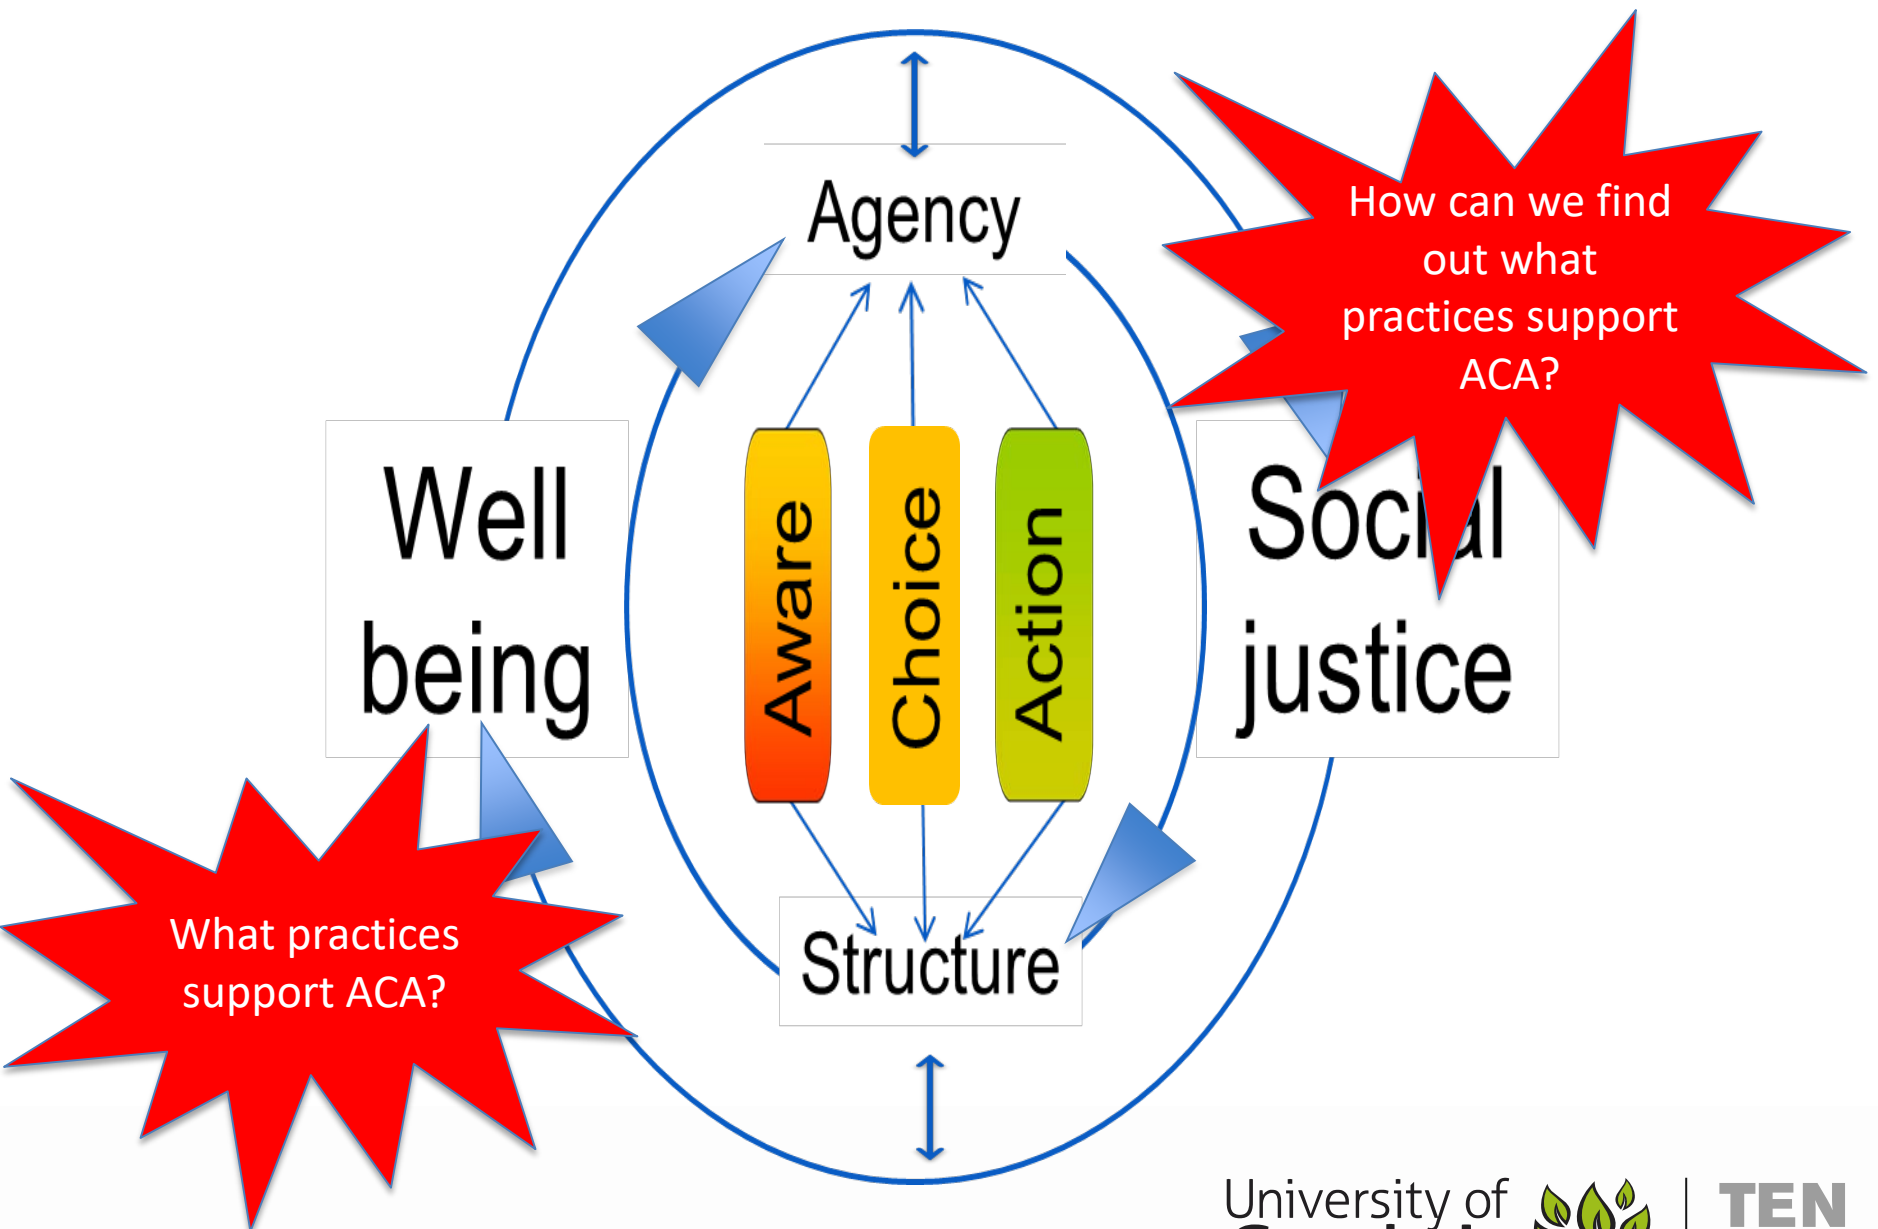 Agency
How can we find
out what
practices support
ACA?
Well
being
Aware
Choice
Action
Social
justice
What practices
support ACA?
Structure
University of
TEN